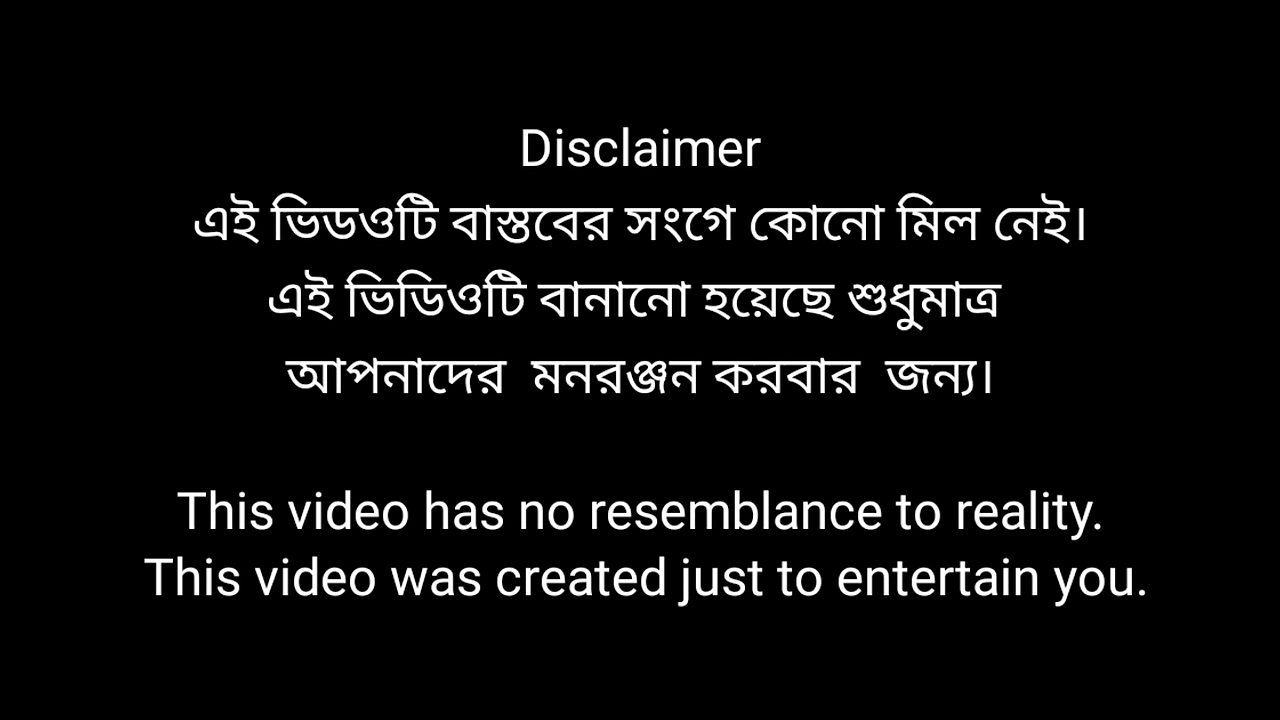 Disclaimer
এই ভিডওটি বাস্তবের সংগে কোনো মিল নেই।
এই ভিডিওটি বানানো হয়েছে শুধুমাত্র
আপনাদের  মনরঞ্জন করবার  জন্য।
This video has no resemblance to reality.
This video was created just to entertain you.